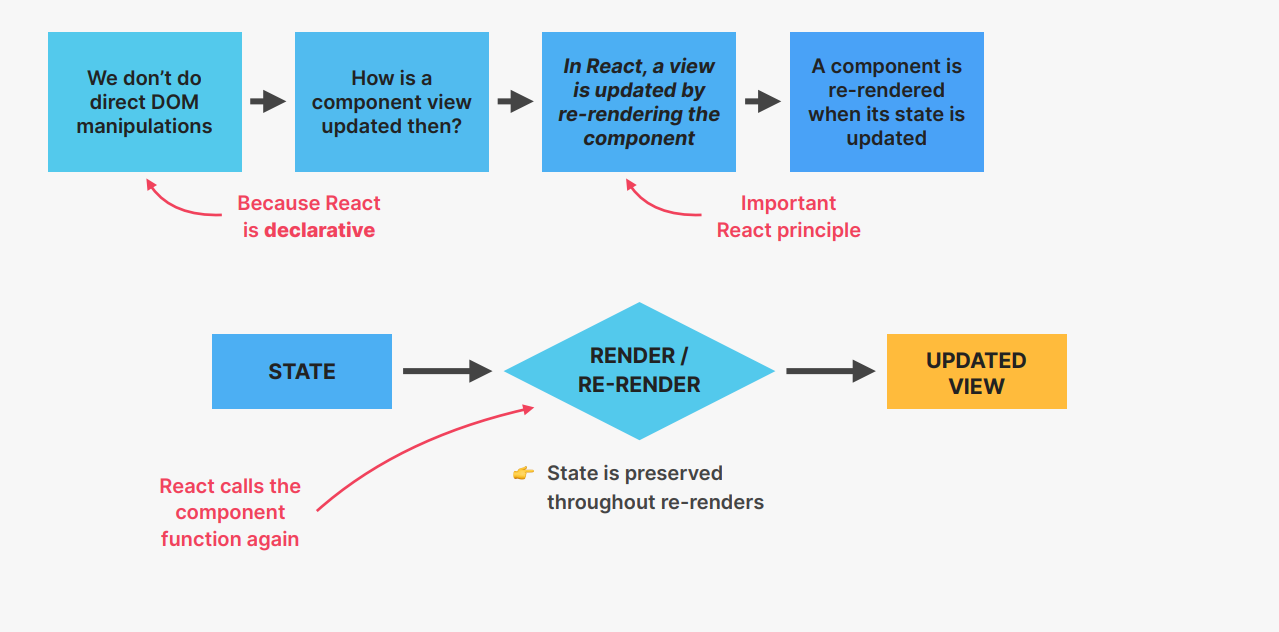 We don’t do
direct DOM
manipulations
How is a
component view
updated then?
In React, a view
is updated by
re-rendering the
component
A component is
re-rendered
when its state is
updated
Because React
is declarative
Important
React principle
STATE
RENDER /
RE-RENDER
UPDATED
VIEW
React calls the
component
function again
👉 State is preserved
throughout re-renders